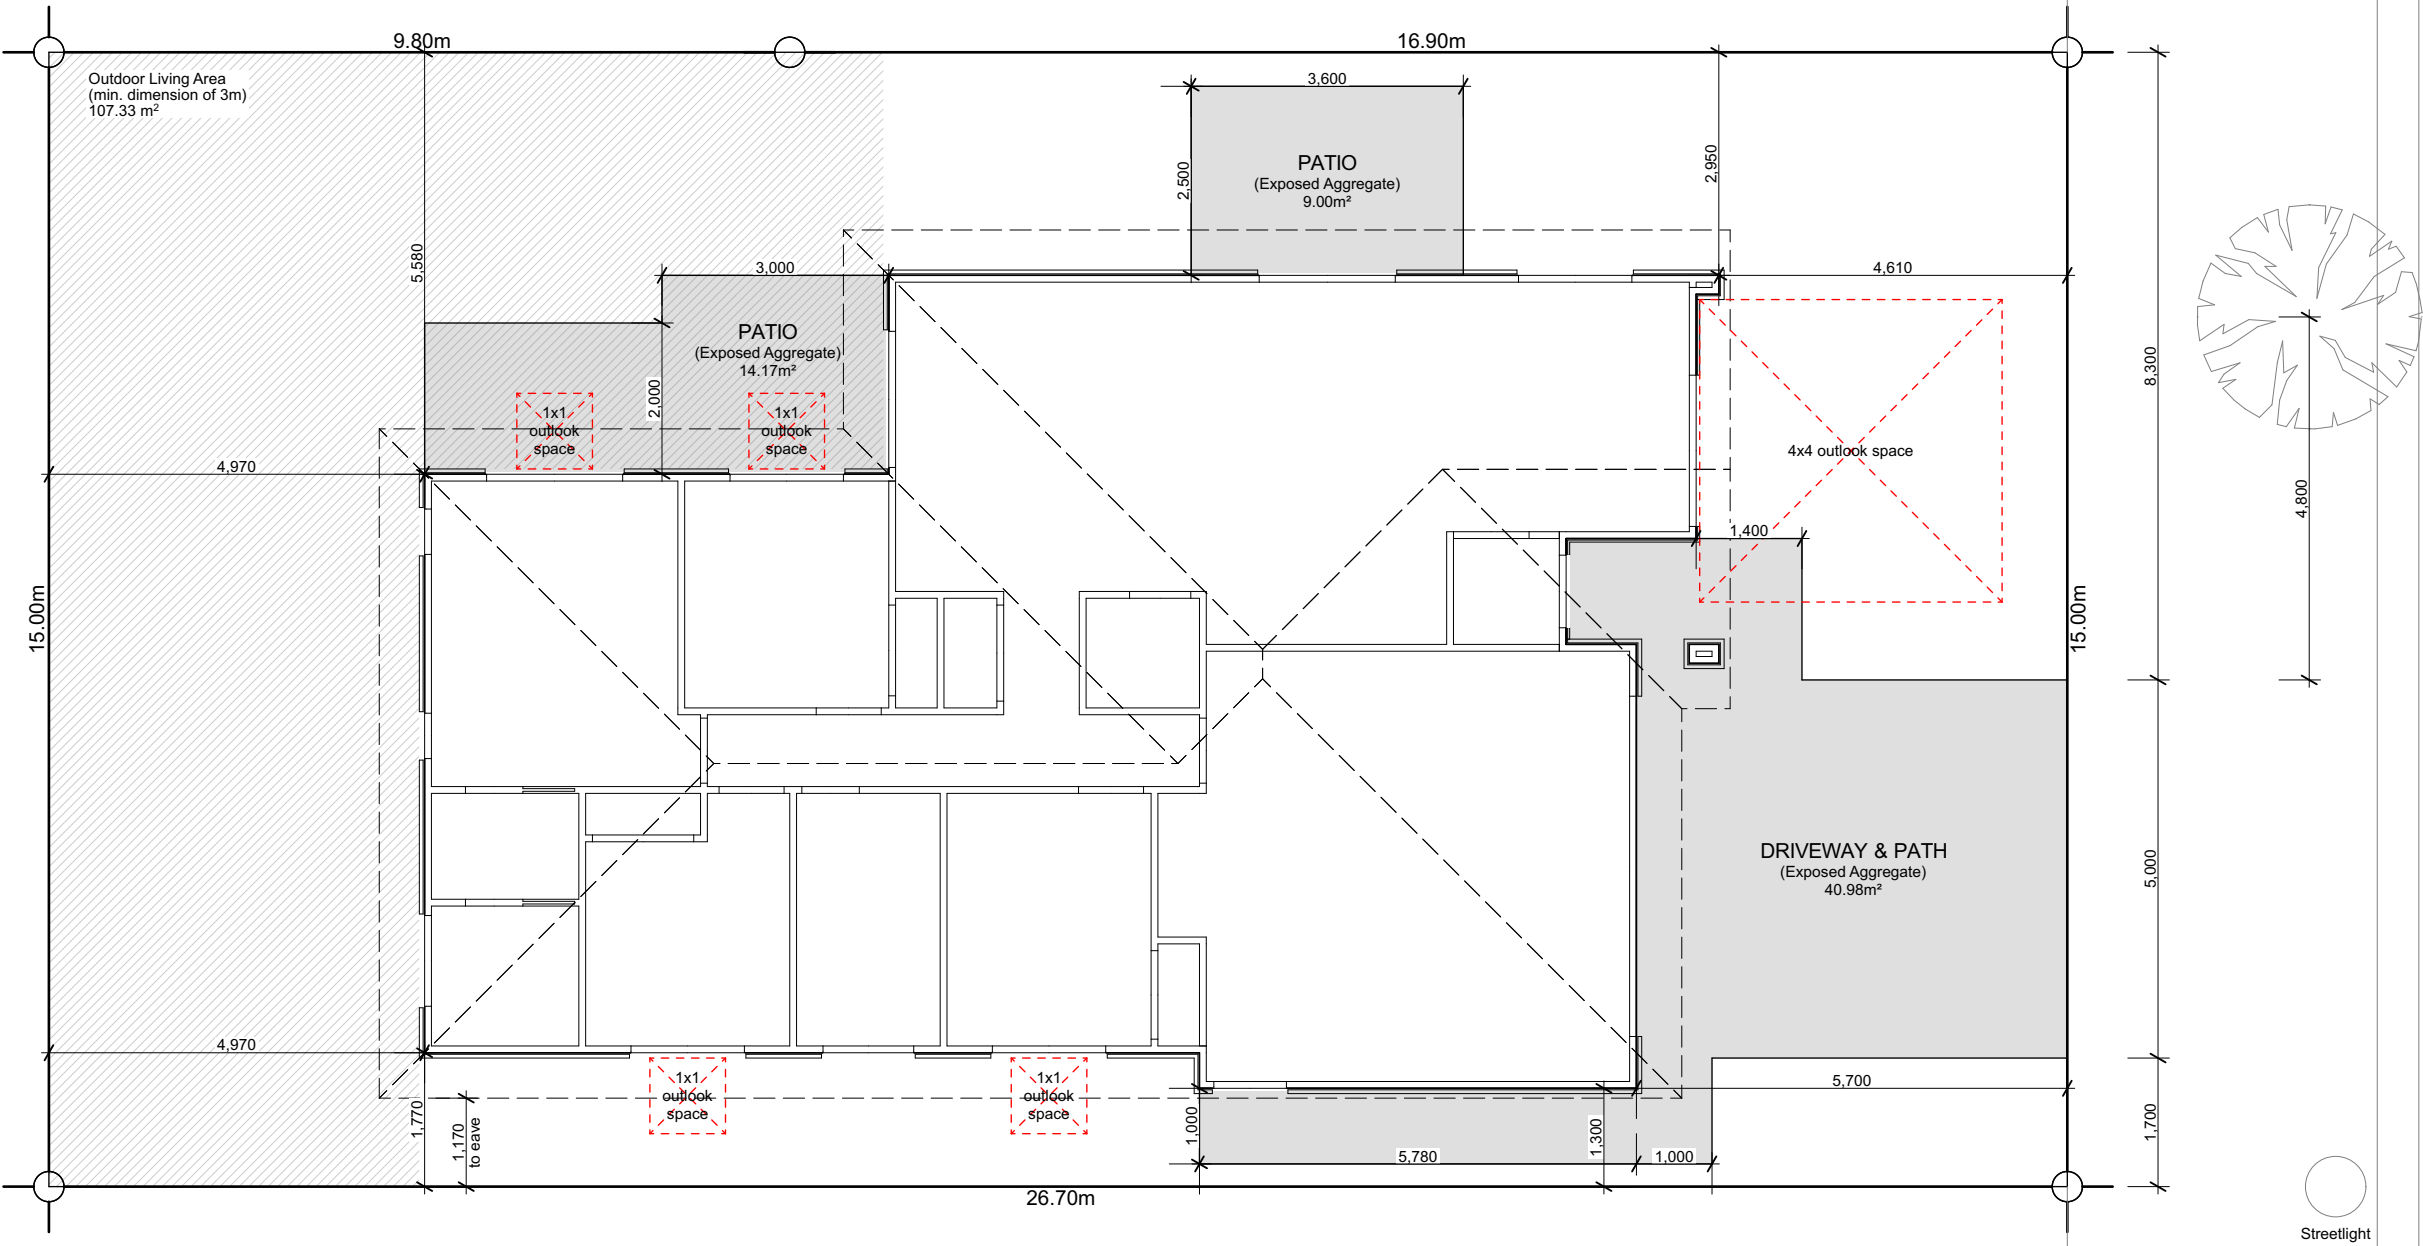 9.80m
16.90m
Outdoor Living Area
(min. dimension of 3m)
107.33 m²
3,600
PATIO
(Exposed Aggregate)
9.00m²
2,500
2,950
5,580
3,000
4,610
PATIO
(Exposed Aggregate)
14.17m²
2,000
1x1
outlook
space
1x1
outlook
space
4,970
4x4 outlook space
8,300
4,800
1,400
15.00m
15.00m
DRIVEWAY & PATH
(Exposed Aggregate)
40.98m²
5,000
4,970
1x1
outlook
space
1x1
outlook
space
5,700
1,770
1,170
to eave
1,000
1,300
1,700
5,780
1,000
26.70m
Streetlight